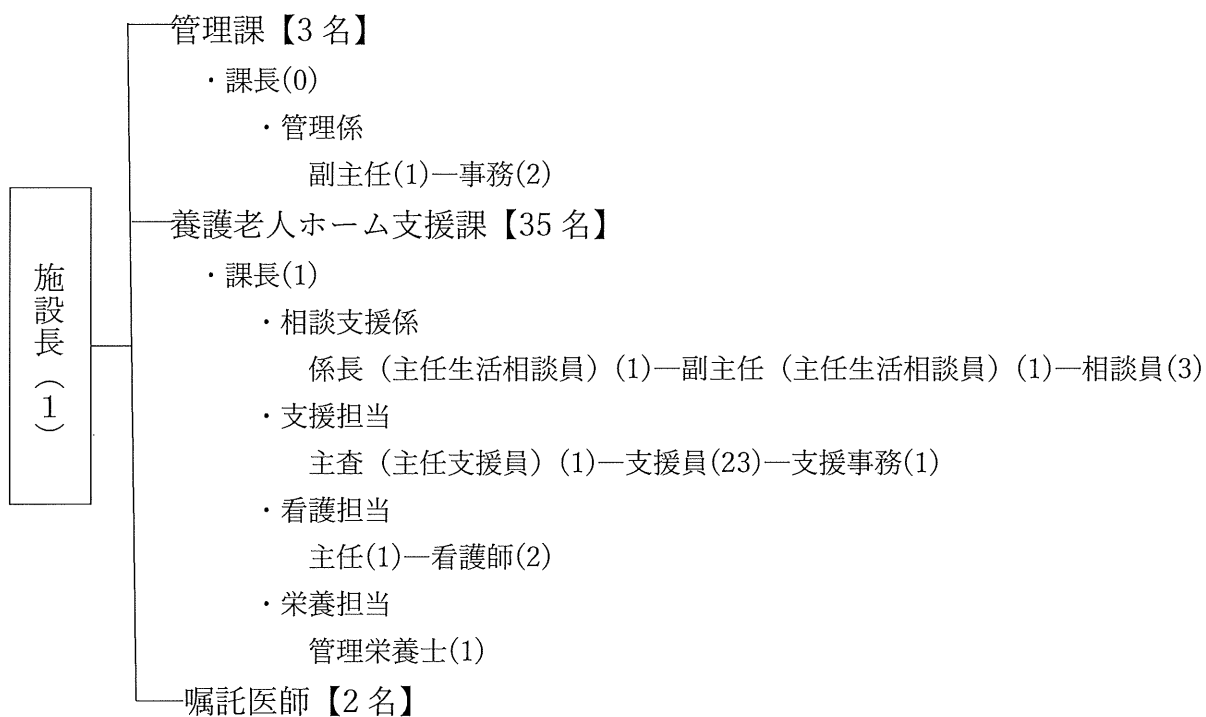 管理課【3 名】
・課長(0)
・管理係
副主任(1)―事務(2)
養護老人ホーム支援課【35 名】
・課長(1)
・相談支援係
係長（主任生活相談員）(1)―副主任（主任生活相談員）(1)―相談員(3)
・支援担当
主査（主任支援員）(1)―支援員(23)―支援事務(1)
・看護担当
主任(1)―看護師(2)
・栄養担当
管理栄養士(1)
嘱託医師【2 名】
施設長（1）